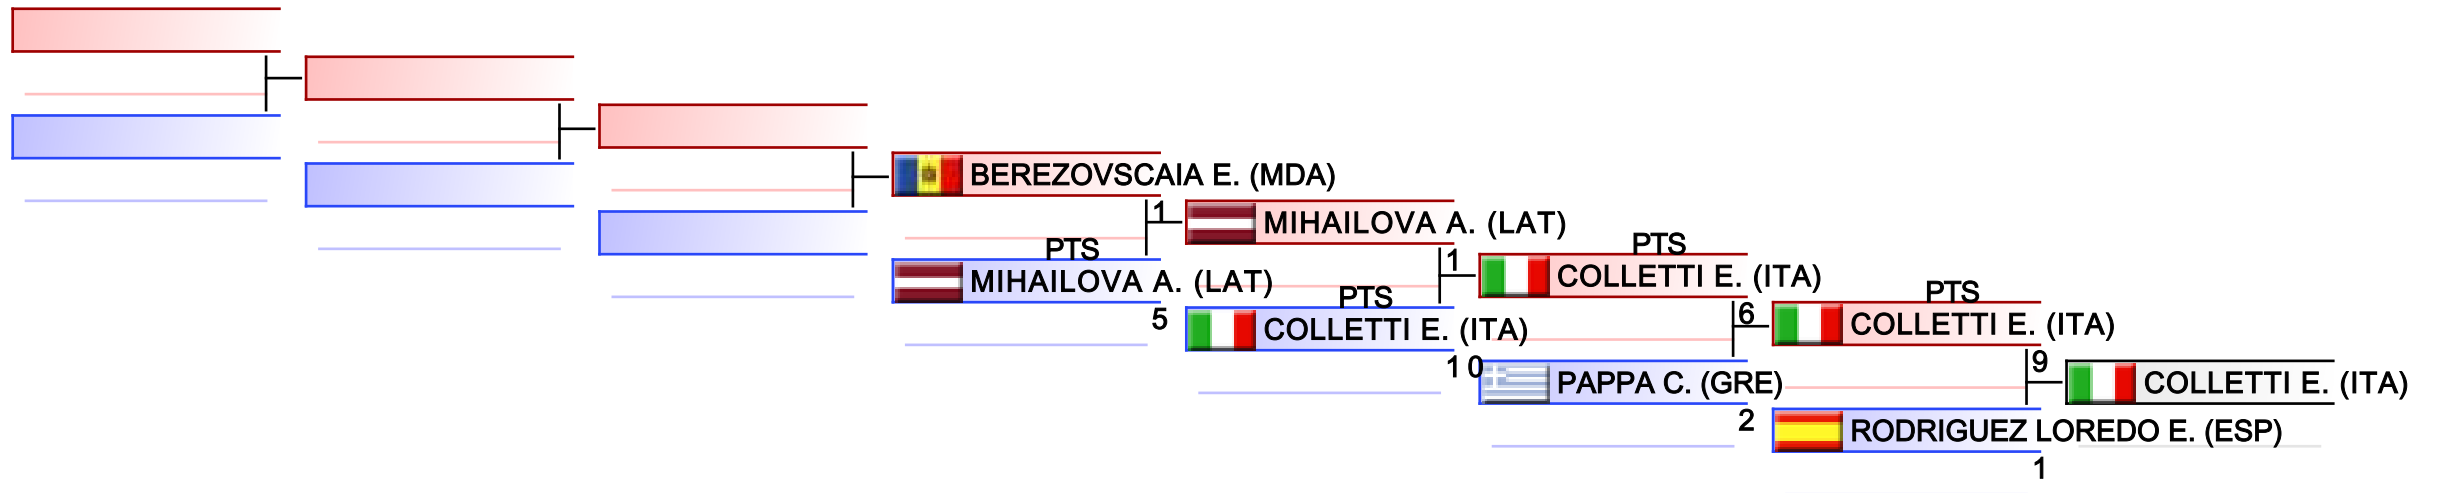 BEREZOVSCAIA E. (MDA)
1
MIHAILOVA A. (LAT)
PTS
MIHAILOVA A. (LAT)
5
1
PTS
COLLETTI E. (ITA)
PTS
COLLETTI E. (ITA)
10
6
PTS
COLLETTI E. (ITA)
PAPPA C. (GRE)
2
9
COLLETTI E. (ITA)
RODRIGUEZ LOREDO E. (ESP)
1